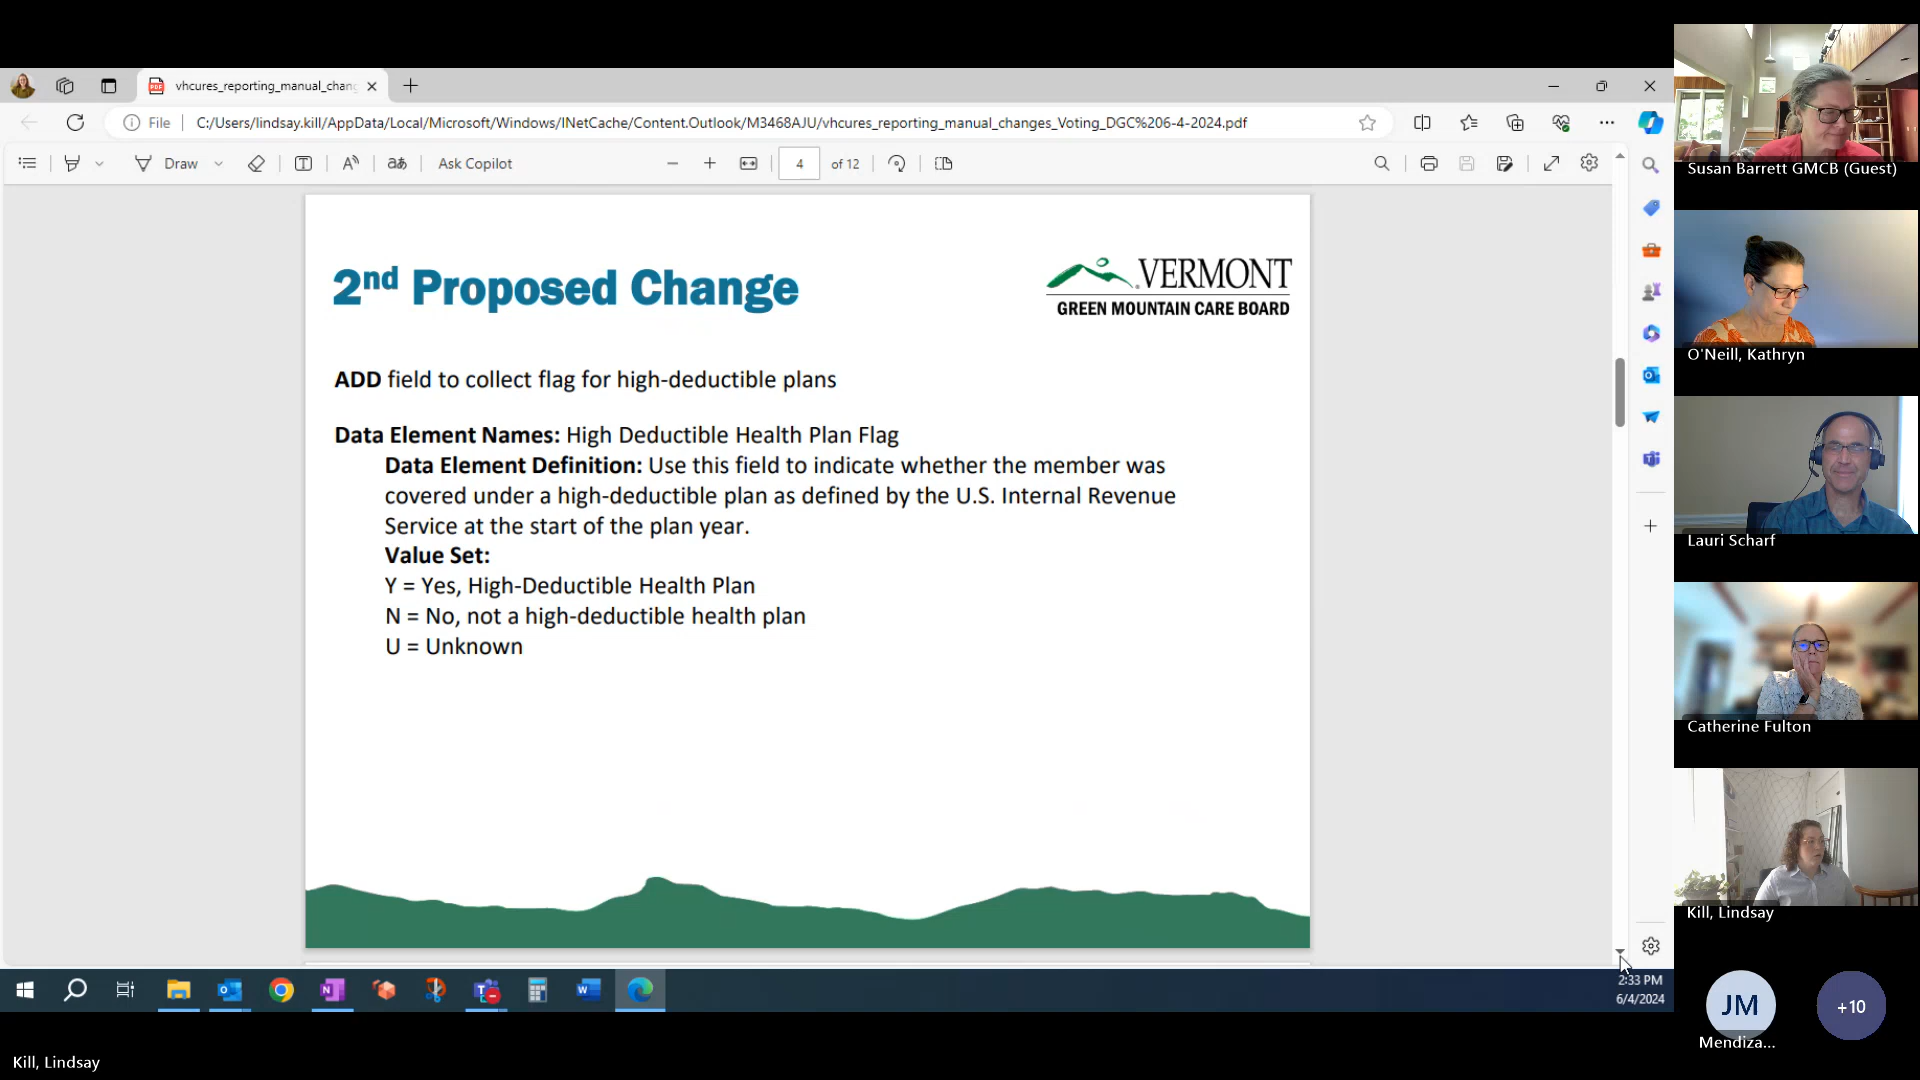 vhcures_reporting_manual_chang
File
C:/Users/lindsay.kill/AppData/Local/Microsoft/Windows/INetCache/Content.Outlook/M3468AJU/vhcures_reporting_manual_changes_Voting_DGC%206-4-2024.pdf
Draw
Ask Copilot
4 of 12
2nd Proposed Change
VERMONT
GREEN MOUNTAIN CARE BOARD
ADD field to collect flag for high-deductible plans
Data Element Names: High Deductible Health Plan Flag
Data Element Definition: Use this field to indicate whether the member was
covered under a high-deductible plan as defined by the U.S. Internal Revenue
Service at the start of the plan year.
Value Set:
Y = Yes, High-Deductible Health Plan
N = No, not a high-deductible health plan
U = Unknown
Susan Barrett GMCB (Guest)
O'Neill, Kathryn
Lauri Scharf
Catherine Fulton
Kill, Lindsay
JM
Mendiza...
+10
2:33 PM
6/4/2024
Kill, Lindsay